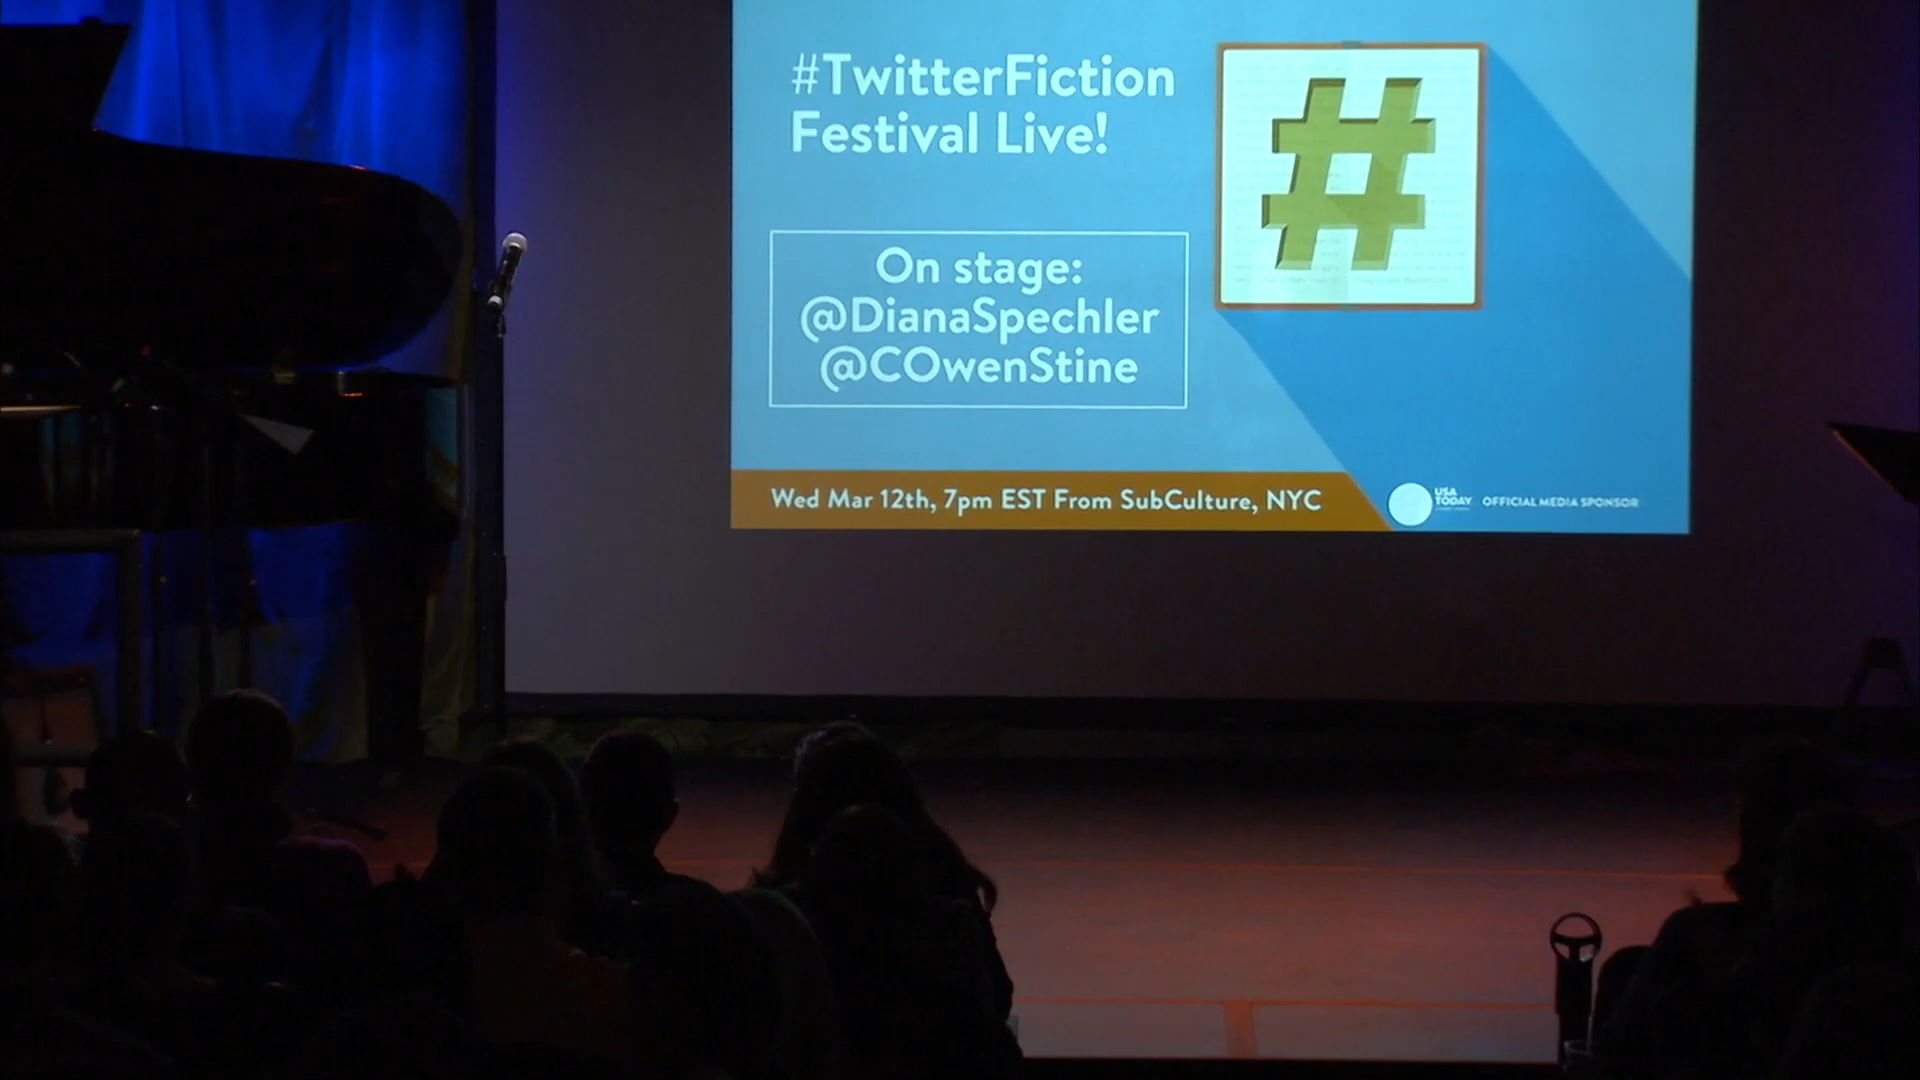 #TwitterFiction
Festival Live!
#
On stage:
@DianaSpechler
@COwenStine
Wed Mar 12th, 7pm EST From SubCulture, NYC
USA
TODAY
OFFICIAL MEDIA SPONSOR